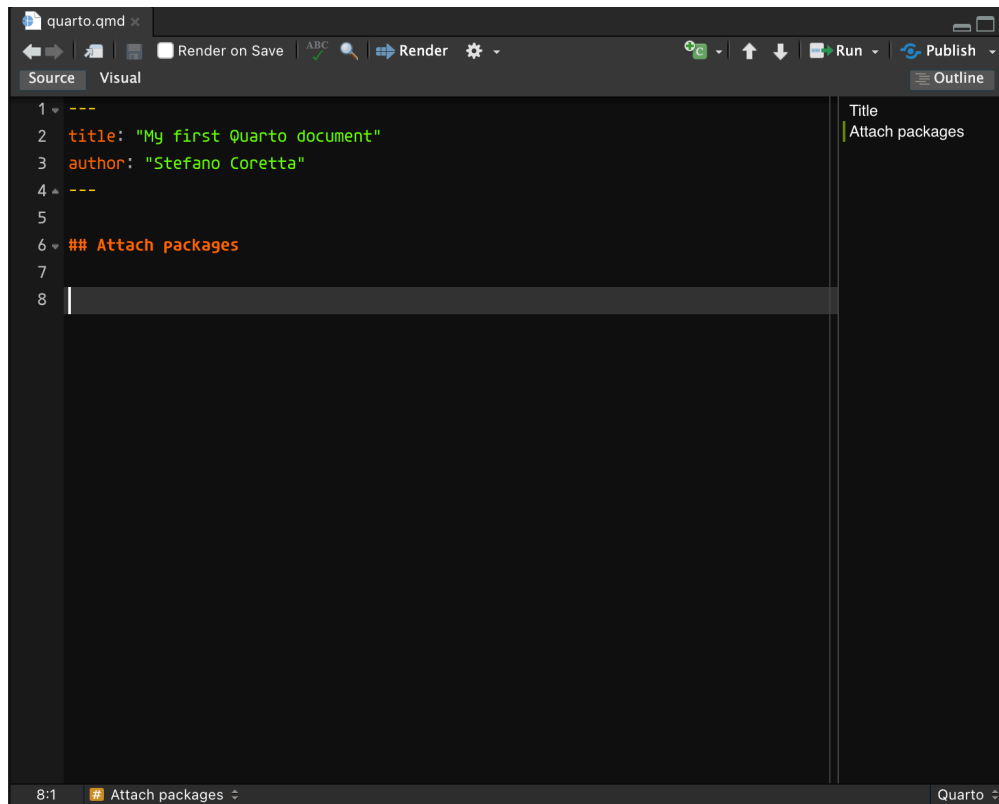 quarto.qmd
Render on Save ABC Render C Run Publish
Source Visual Outline
1 ---
2 title: "My first Quarto document"
3 author: "Stefano Coretta"
4 ---
5
6 ## Attach packages
7
8
Title
Attach packages
8:1 # Attach packages Quarto